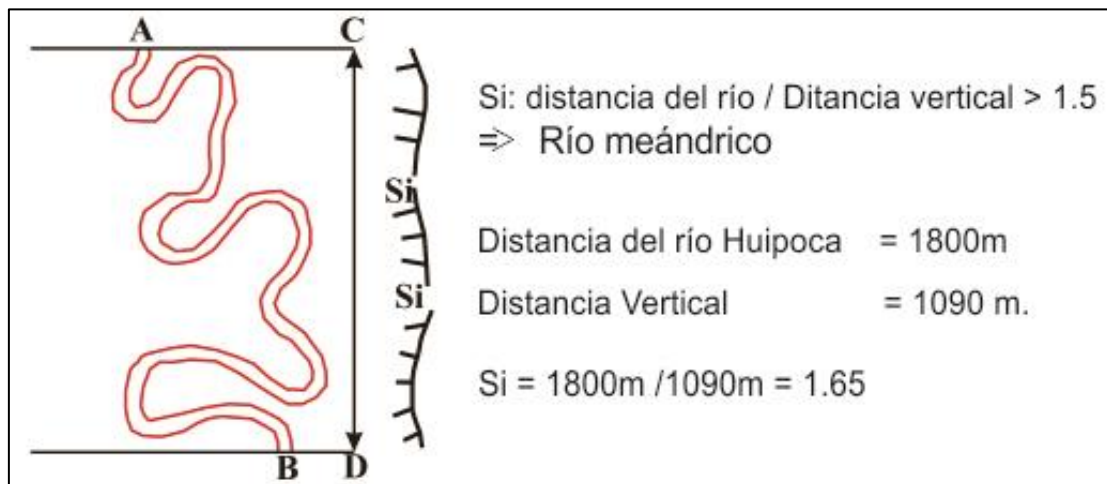 A
C
Si: distancia del río / Ditancia vertical > 1.5
=> Río meándrico
Si
Distancia del río Huipoca = 1800m
Si
Distancia Vertical = 1090 m.
Si = 1800m /1090m = 1.65
B
D